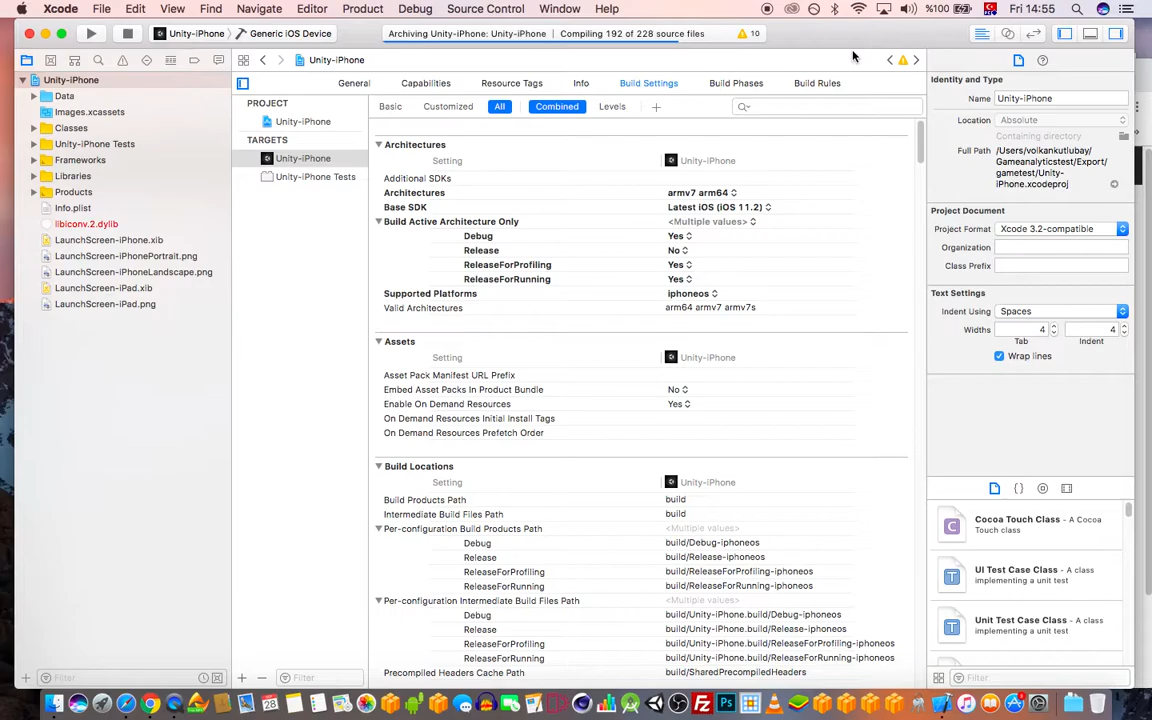 Xcode File Edit View Find Navigate Editor Product Debug Source Control Window Help %100 Fri 14:55
Unity-iPhone Generic iOS Device Archiving Unity-iPhone: Unity-iPhone Compiling 192 of 228 source files 10
Unity-iPhone
Data
Images.xcassets
Classes
Unity-iPhone Tests
Frameworks
Libraries
Products
Info.plist
libiconv.2.dylib
LaunchScreen-iPhone.xib
LaunchScreen-iPhonePortrait.png
LaunchScreen-iPhoneLandscape.png
LaunchScreen-iPad.xib
LaunchScreen-iPad.png
Filter
Unity-iPhone
General Capabilities Resource Tags Info Build Settings Build Phases Build Rules
PROJECT
Unity-iPhone
TARGETS
Unity-iPhone
Unity-iPhone Tests
Filter
Basic Customized All Combined Levels
Architectures
Setting Unity-iPhone
Additional SDKs
Architectures armv7 arm64
Base SDK Latest iOS (iOS 11.2)
Build Active Architecture Only <Multiple values>
Debug Yes
Release No
ReleaseForProfiling Yes
ReleaseForRunning Yes
Supported Platforms iphoneos
Valid Architectures arm64 armv7 armv7s
Assets
Setting Unity-iPhone
Asset Pack Manifest URL Prefix
Embed Asset Packs In Product Bundle No
Enable On Demand Resources Yes
On Demand Resources Initial Install Tags
On Demand Resources Prefetch Order
Build Locations
Setting Unity-iPhone
Build Products Path build
Intermediate Build Files Path build
Per-configuration Build Products Path <Multiple values>
Debug build/Debug-iphoneos
Release build/Release-iphoneos
ReleaseForProfiling build/ReleaseForProfiling-iphoneos
ReleaseForRunning build/ReleaseForRunning-iphoneos
Per-configuration Intermediate Build Files Path <Multiple values>
Debug build/Unity-iPhone.build/Debug-iphoneos
Release build/Unity-iPhone.build/Release-iphoneos
ReleaseForProfiling build/Unity-iPhone.build/ReleaseForProfiling-iphoneos
ReleaseForRunning build/Unity-iPhone.build/ReleaseForRunning-iphoneos
Precompiled Headers Cache Path build/SharedPrecompiledHeaders
Identity and Type
Name Unity-iPhone
Location Absolute
Containing directory
Full Path /Users/volkankutlubay/
Gameanalyticstest/Export/
gametest/Unity-
iPhone.xcodeproj
Project Document
Project Format Xcode 3.2-compatible
Organization
Class Prefix
Text Settings
Indent Using Spaces
Widths 4 4
Tab Indent
Wrap lines
Cocoa Touch Class - A Cocoa
Touch class
UI Test Case Class - A class
implementing a unit test
Unit Test Case Class - A class
implementing a unit test
Filter